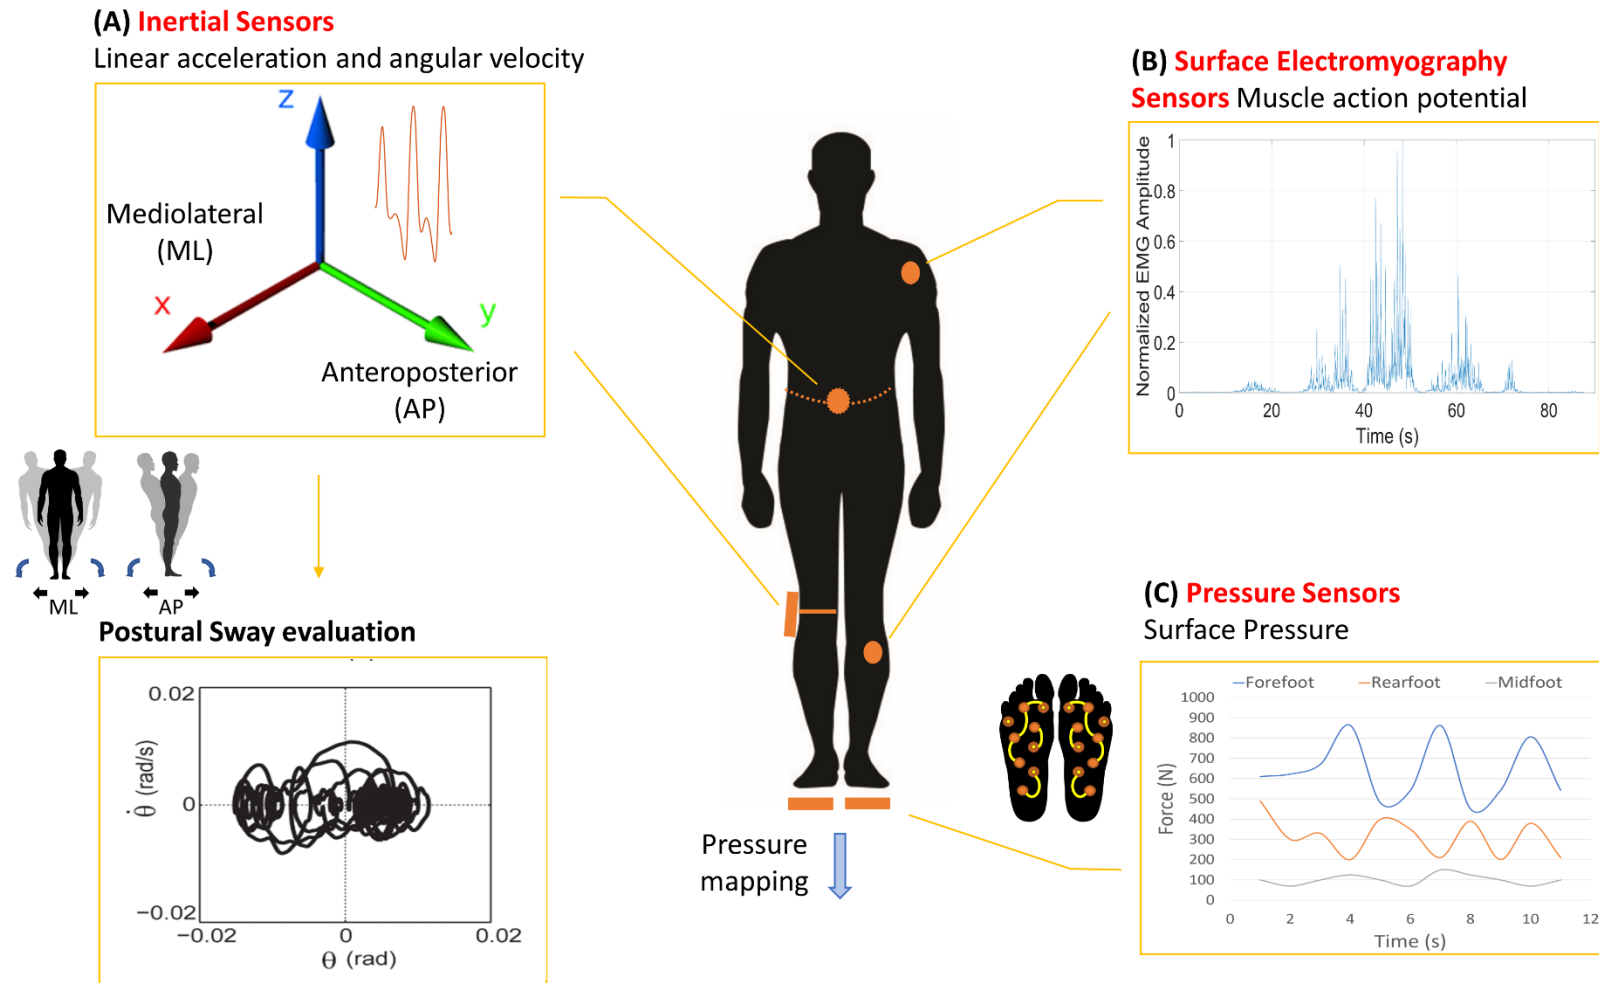 (A) Inertial Sensors
Linear acceleration and angular velocity
z
Mediolateral
(ML)
x
y
Anteroposterior
(AP)
ML
AP
Postural Sway evaluation
0.02
θ̇ (rad/s)
0
−0.02
−0.02
0
0.02
θ (rad)
Pressure
mapping
(B) Surface Electromyography
Sensors Muscle action potential
Normalized EMG Amplitude
1
0.8
0.6
0.4
0.2
0
0
20
40
60
80
Time (s)
(C) Pressure Sensors
Surface Pressure
Forefoot
Rearfoot
Midfoot
Force (N)
1000
900
800
700
600
500
400
300
200
100
0
0
2
4
6
8
10
12
Time (s)